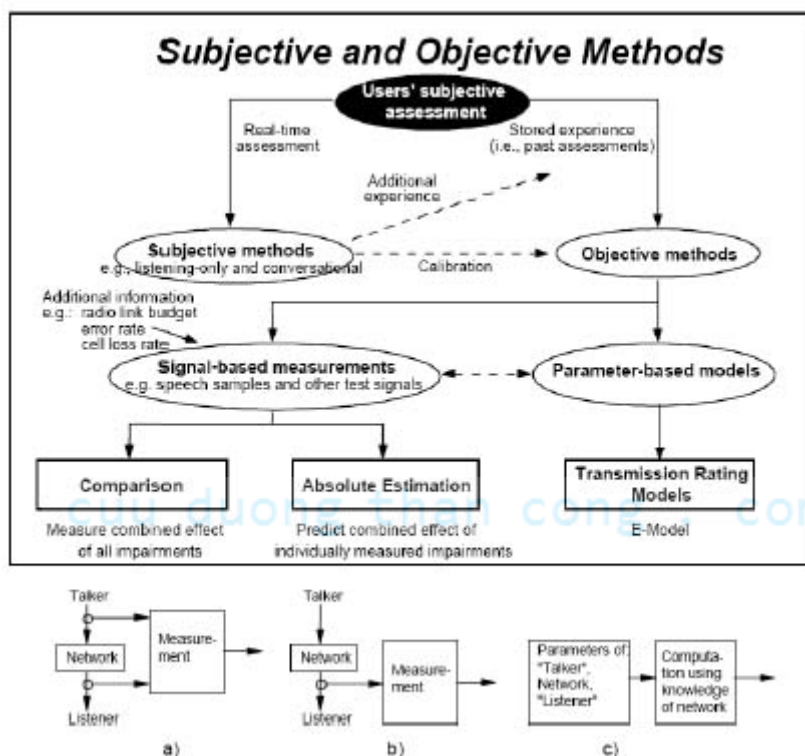 Subjective and Objective Methods
Users' subjective
assessment
Real-time
assessment
Stored experience
(i.e., past assessments)
Additional
experience
Subjective methods
e.g., listening-only and conversational
Calibration
Objective methods
Additional information
e.g.: radio link budget
error rate
cell loss rate
Signal-based measurements
e.g. speech samples and other test signals
Parameter-based models
Comparison
Absolute Estimation
Transmission Rating
Models
cuu duong than cong . com
Measure combined effect
of all impairments
Predict combined effect of
individually measured impairments
E-Model
Talker
Network
Listener
Measure-
ment
a)
Talker
Network
Listener
Measure-
ment
b)
Parameters of:
"Talker",
Network,
"Listener"
Computa-
tion using
knowledge
of network
c)